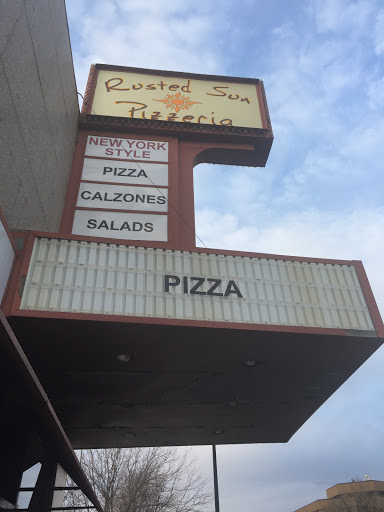 Rusted Sun
Pizzeria
NEW YORK
STYLE
PIZZA
CALZONES
SALADS
PIZZA